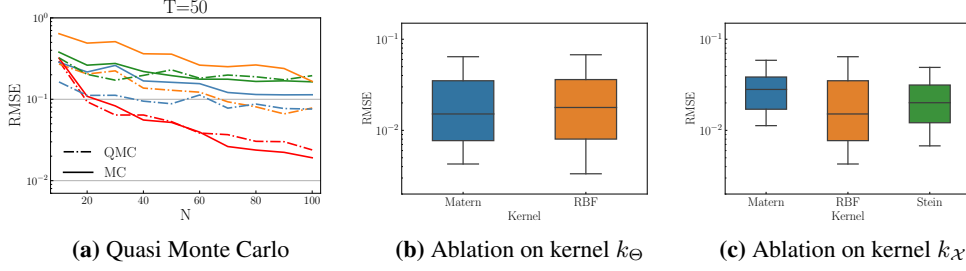 T=50
10^0
10^-1
10^-2
RMSE
QMC
MC
20
40
60
80
100
N
(a) Quasi Monte Carlo
10^-1
10^-2
RMSE
Matern
RBF
Kernel
(b) Ablation on kernel k_Θ
10^-1
10^-2
RMSE
Matern
RBF
Stein
Kernel
(c) Ablation on kernel k_𝒳